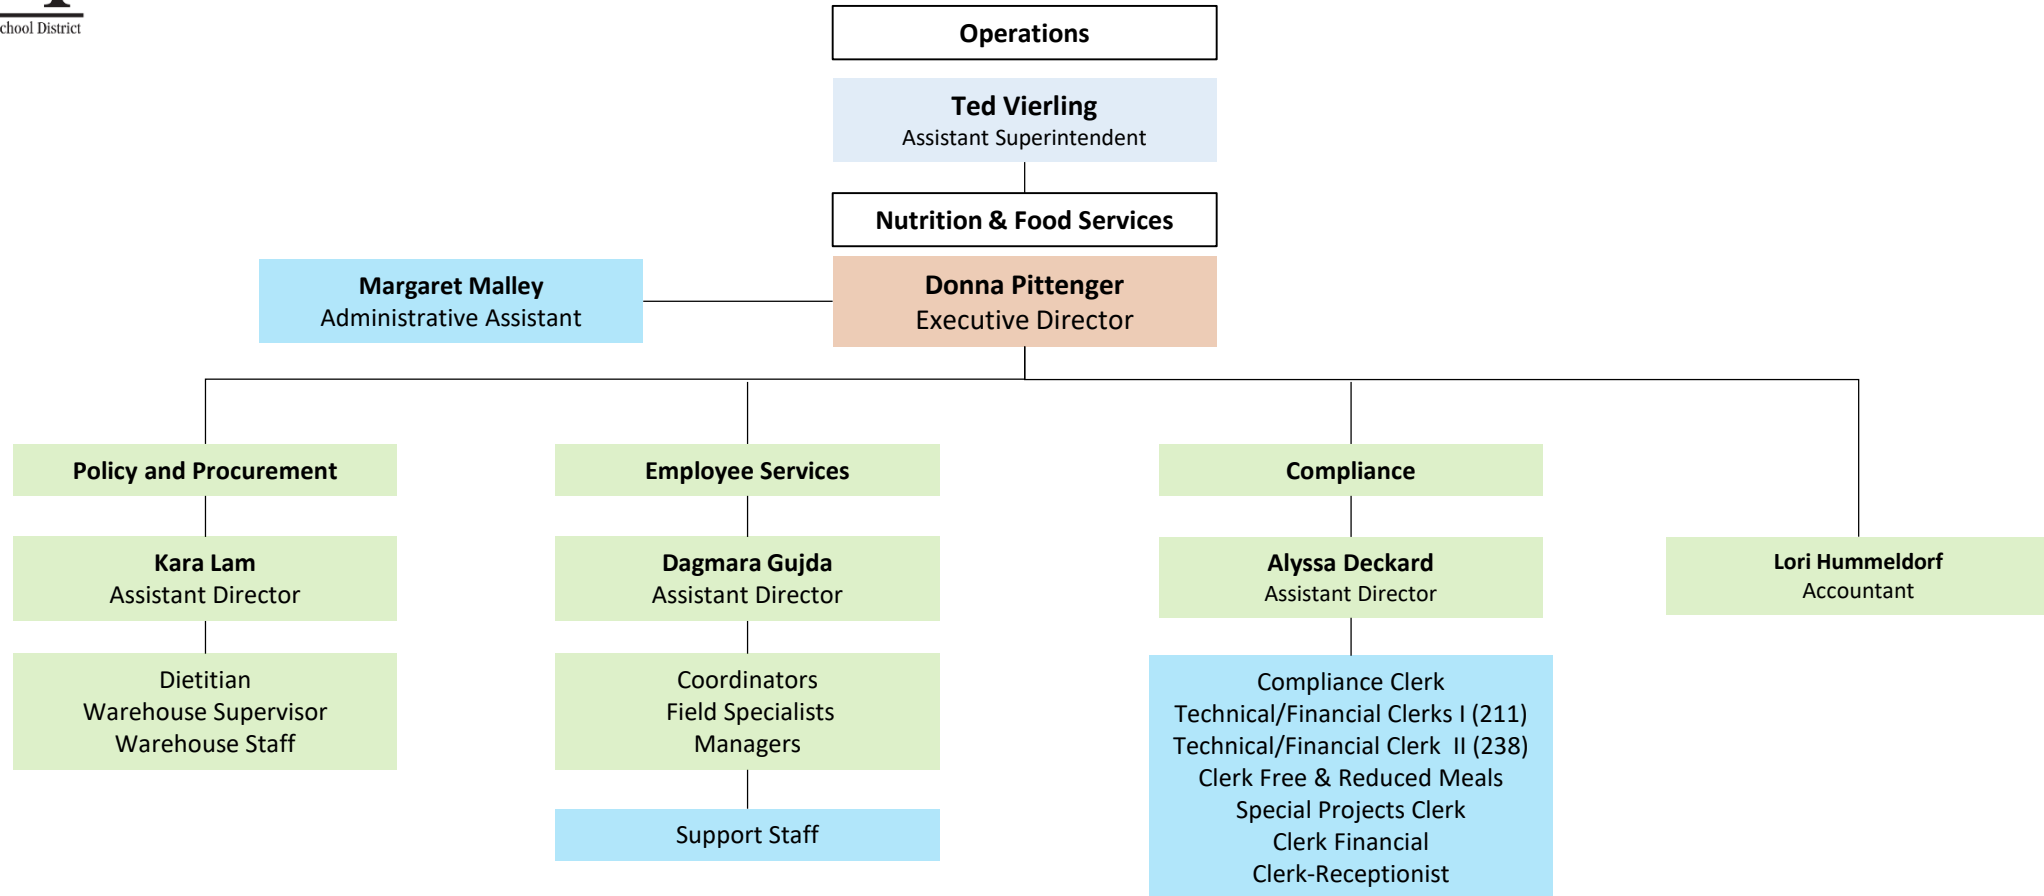 School District
Operations
Ted Vierling
Assistant Superintendent
Nutrition & Food Services
Margaret Malley
Administrative Assistant
Donna Pittenger
Executive Director
Policy and Procurement
Employee Services
Compliance
Kara Lam
Assistant Director
Dagmara Gujda
Assistant Director
Alyssa Deckard
Assistant Director
Lori Hummeldorf
Accountant
Dietitian
Warehouse Supervisor
Warehouse Staff
Coordinators
Field Specialists
Managers
Support Staff
Compliance Clerk
Technical/Financial Clerks I (211)
Technical/Financial Clerk  II (238)
Clerk Free & Reduced Meals
Special Projects Clerk
Clerk Financial
Clerk-Receptionist